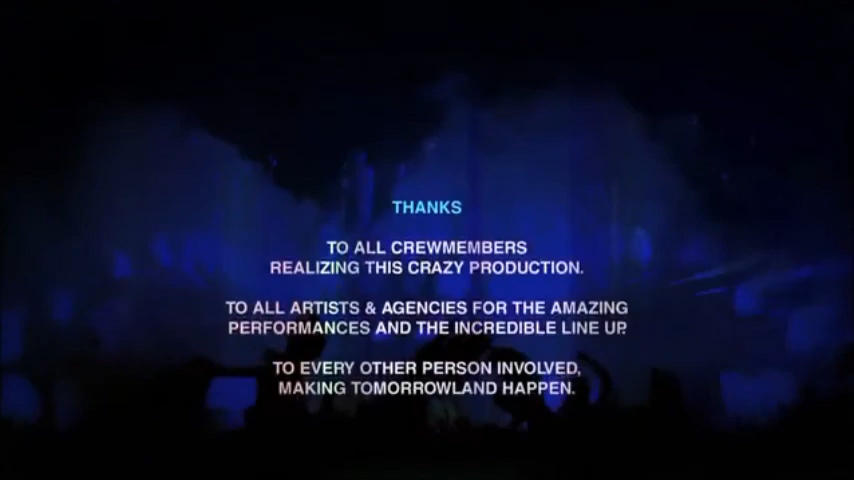 THANKS
TO ALL CREWMEMBERS
REALIZING THIS CRAZY PRODUCTION.
TO ALL ARTISTS & AGENCIES FOR THE AMAZING
PERFORMANCES AND THE INCREDIBLE LINE UP.
TO EVERY OTHER PERSON INVOLVED,
MAKING TOMORROWLAND HAPPEN.